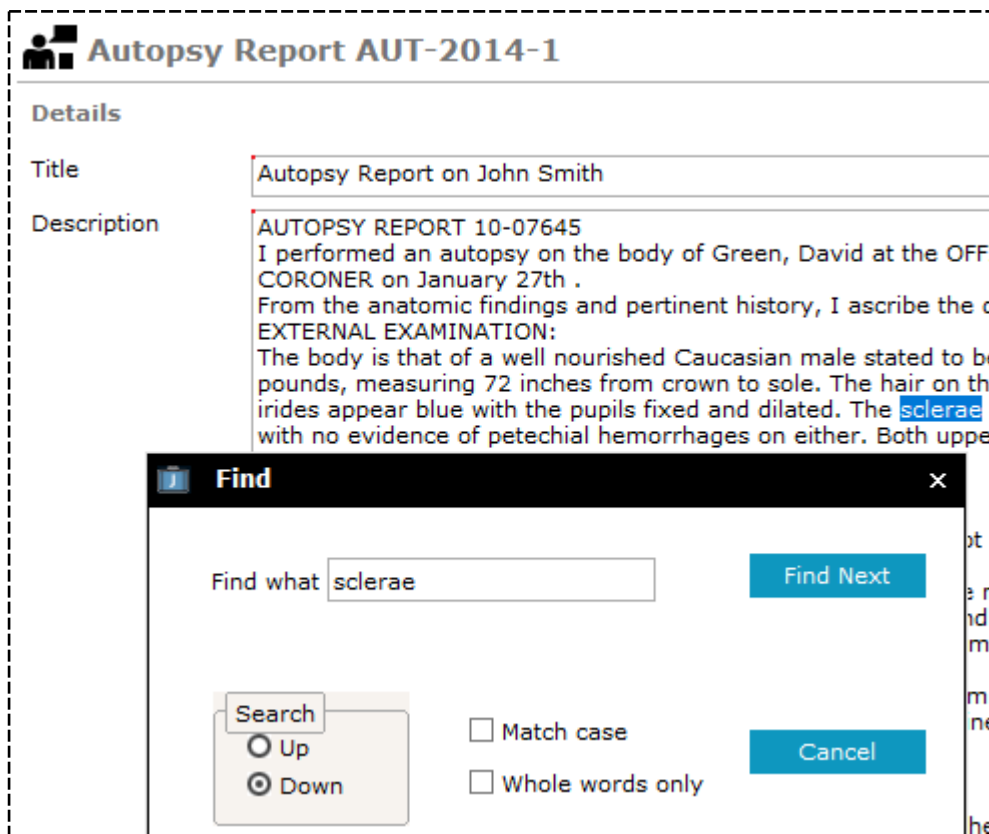 Autopsy Report AUT-2014-1
Details
Title
Autopsy Report on John Smith
Description
AUTOPSY REPORT 10-07645
I performed an autopsy on the body of Green, David at the OFF
CORONER on January 27th .
From the anatomic findings and pertinent history, I ascribe the
EXTERNAL EXAMINATION:
The body is that of a well nourished Caucasian male stated to be
pounds, measuring 72 inches from crown to sole. The hair on th
irides appear blue with the pupils fixed and dilated. The sclerae
with no evidence of petechial hemorrhages on either. Both uppe
J Find ×
Find what sclerae
Find Next
Search
Up
Down
Match case
Whole words only
Cancel